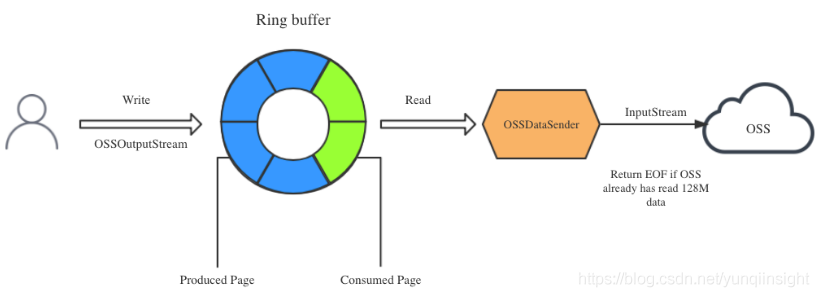 Ring buffer
Write
OSSOutputStream
Read
OSSDataSender
InputStream
OSS
Return EOF if OSS
already has read 128M
data
Produced Page
Consumed Page
https://blog.csdn.net/yunqiinsight